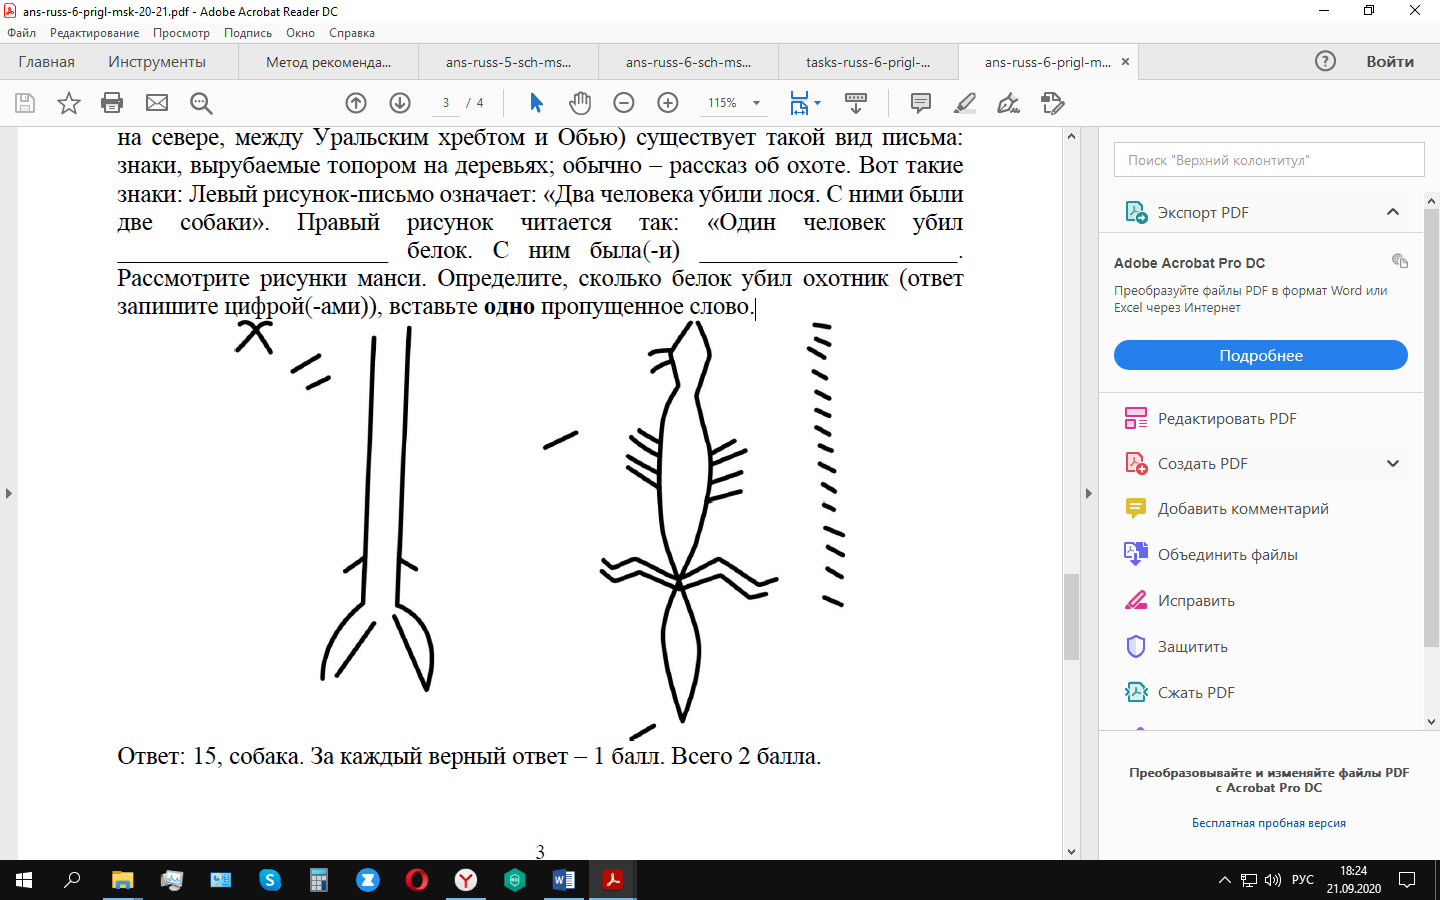 ans-russ-6-prigl-msk-20-21.pdf - Adobe Acrobat Reader DC
Файл Редактирование Просмотр Подпись Окно Справка
Главная Инструменты Метод рекоменда... ans-russ-5-sch-ms... ans-russ-6-sch-ms... tasks-russ-6-prigl-... ans-russ-6-prigl-m... × Войти
3 / 4 115%
на севере, между Уральским хребтом и Обью) существует такой вид письма:
знаки, вырубаемые топором на деревьях; обычно – рассказ об охоте. Вот такие
знаки: Левый рисунок-письмо означает: «Два человека убили лося. С ними были
две собаки». Правый рисунок читается так: «Один человек убил
_____________________ белок. С ним была(-и) ____________________.
Рассмотрите рисунки манси. Определите, сколько белок убил охотник (ответ
запишите цифрой(-ами)), вставьте одно пропущенное слово.
Ответ: 15, собака. За каждый верный ответ – 1 балл. Всего 2 балла.
3
Поиск "Верхний колонтитул"
Экспорт PDF
Adobe Acrobat Pro DC
Преобразуйте файлы PDF в формат Word или
Excel через Интернет
Подробнее
Редактировать PDF
Создать PDF
Добавить комментарий
Объединить файлы
Исправить
Защитить
Сжать PDF
Преобразовывайте и изменяйте файлы PDF
с Acrobat Pro DC
Бесплатная пробная версия
РУС 18:24
21.09.2020